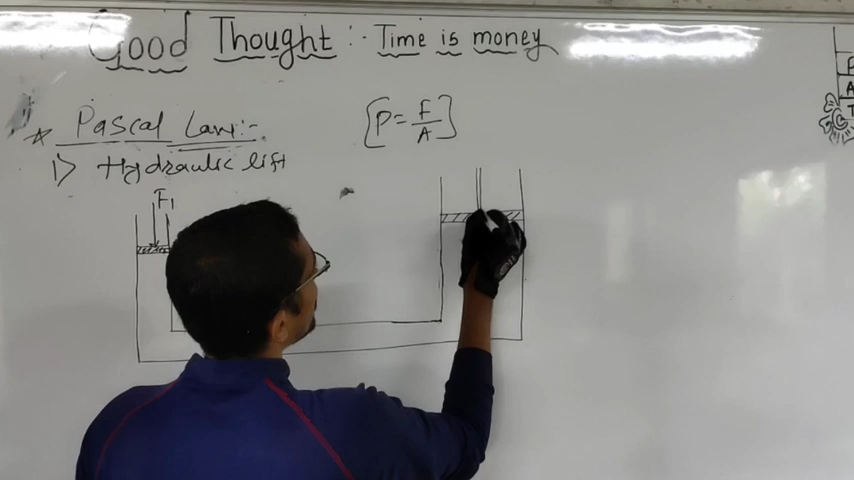 Good Thought :- Time is money
☆ Pascal Law :-
[P = F/A]
1) Hydraulic lift
F1
P
A
T